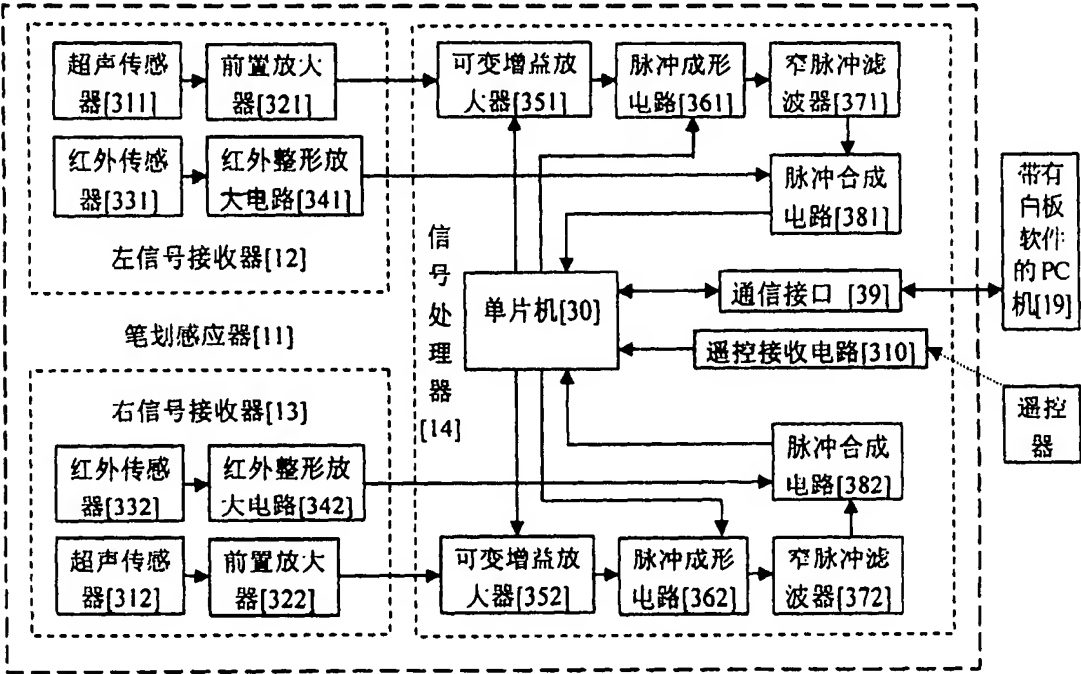 超声传感
器[311]
前置放大
器[321]
可变增益放
大器[351]
脉冲成形
电路[361]
窄脉冲滤
波器[371]
红外传感
器[331]
红外整形放
大电路[341]
脉冲合成
电路[381]
左信号接收器[12]
信
号
处
理
器
[14]
单片机[30]
通信接口 [39]
遥控接收电路[310]
带有
白板
软件
的PC
机[19]
笔划感应器[11]
遥控
器
右信号接收器[13]
红外传感
器[332]
红外整形放
大电路[342]
脉冲合成
电路[382]
超声传感
器[312]
前置放大
器[322]
可变增益放
大器[352]
脉冲成形
电路[362]
窄脉冲滤
波器[372]